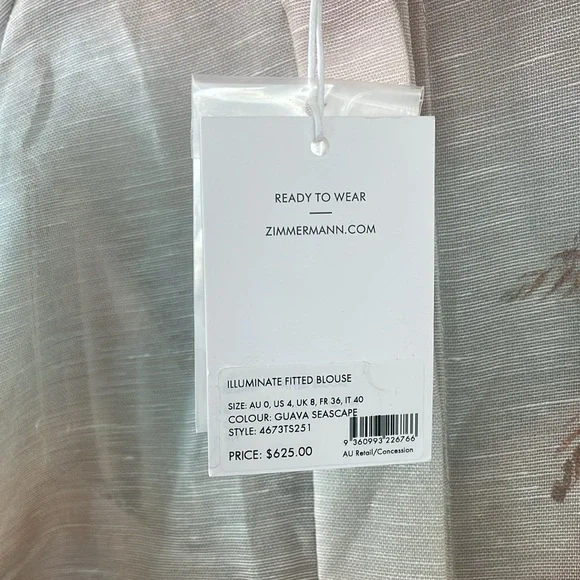 READY TO WEAR
ZIMMERMANN.COM
ILLUMINATE FITTED BLOUSE
SIZE: AU 0, US 4, UK 8, FR 36, IT 40
COLOUR: GUAVA SEASCAPE
STYLE: 4673TS251
9 360993 226766
PRICE: $625.00
AU Retail/Concession